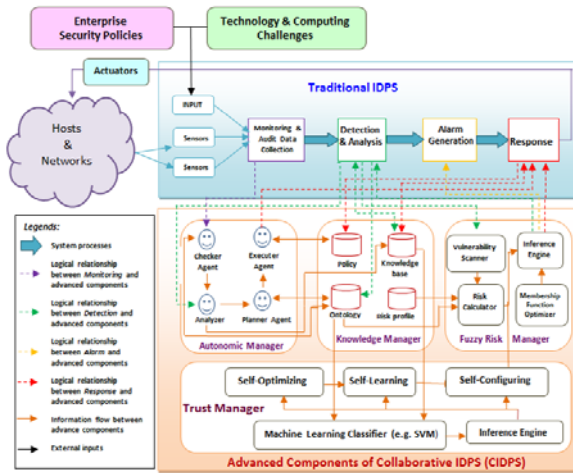 Enterprise
Security Policies
Technology & Computing
Challenges
Actuators
Traditional IDPS
INPUT
Sensors
Sensors
Hosts
&
Networks
Monitoring &
Audit Data
Collection
Detection
& Analysis
Alarm
Generation
Response
Legends:
System processes
Logical relationship
between Monitoring and
advanced components
Logical relationship
between Detection and
advanced components
Logical relationship
between Alarm and
advanced components
Logical relationship
between Response and
advanced components
Information flow between
advance components
External inputs
Checker
Agent
Executer
Agent
Analyzer
Planner Agent
Autonomic Manager
Policy
Knowledge
base
Ontology
Risk profile
Knowledge Manager
Vulnerability
Scanner
Inference
Engine
Risk
Calculator
Membership
Function
Optimizer
Fuzzy Risk
Manager
Self-Optimizing
Self-Learning
Self-Configuring
Trust Manager
Machine Learning Classifier (e.g. SVM)
Inference Engine
Advanced Components of Collaborative IDPS (CIDPS)